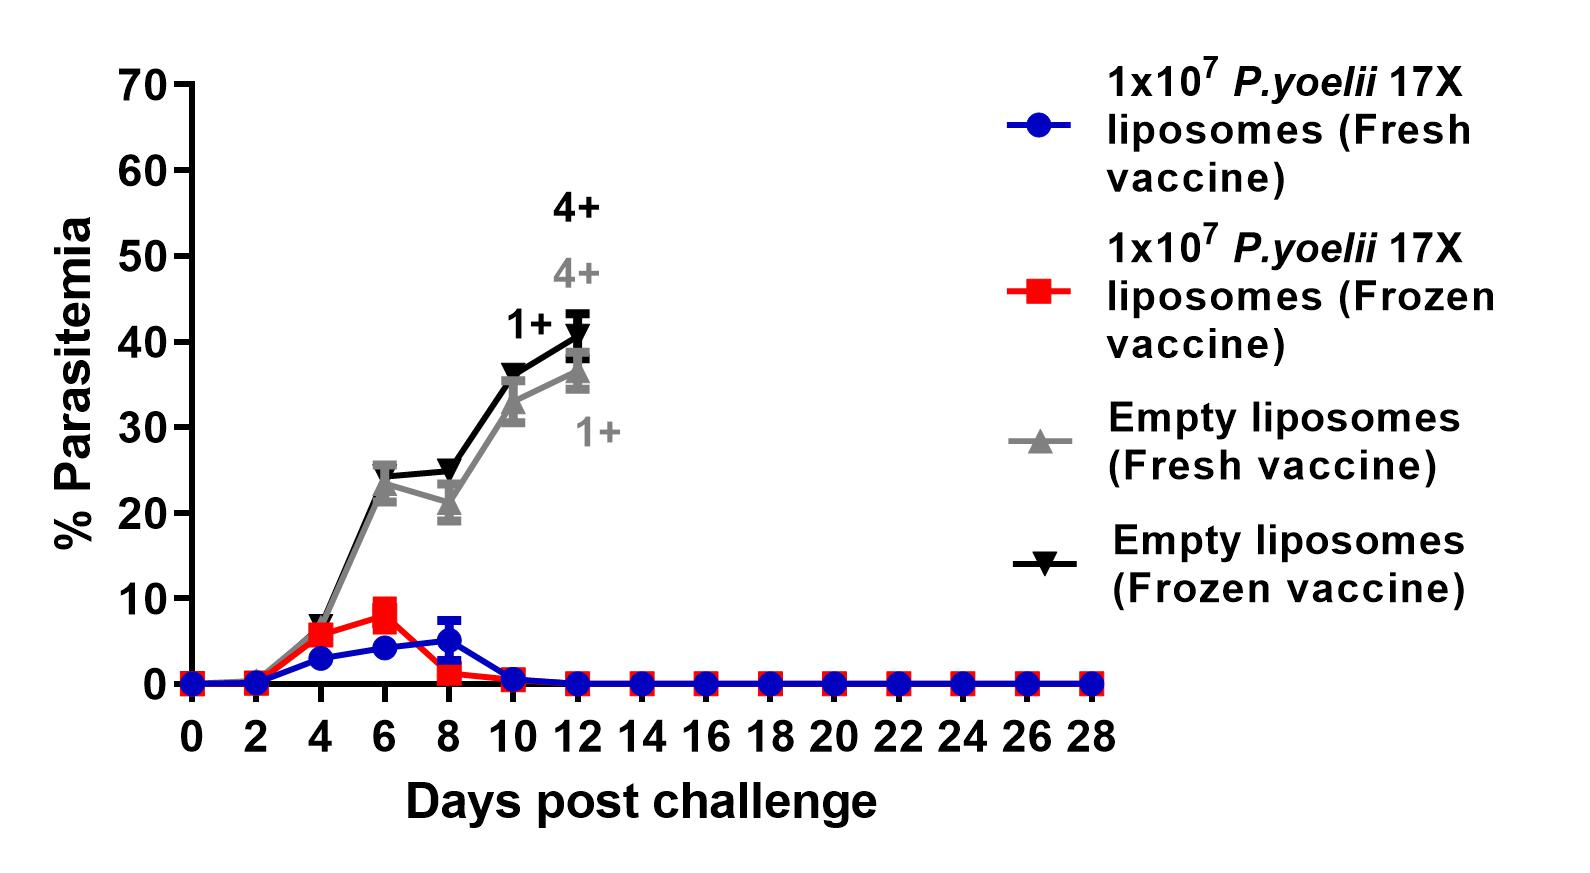 70
60
50
40
30
20
10
0
% Parasitemia
4+
4+
1+
1+
0 2 4 6 8 10 12 14 16 18 20 22 24 26 28
Days post challenge
1x10⁷ P.yoelii 17X
liposomes (Fresh
vaccine)
1x10⁷ P.yoelii 17X
liposomes (Frozen
vaccine)
Empty liposomes
(Fresh vaccine)
Empty liposomes
(Frozen vaccine)